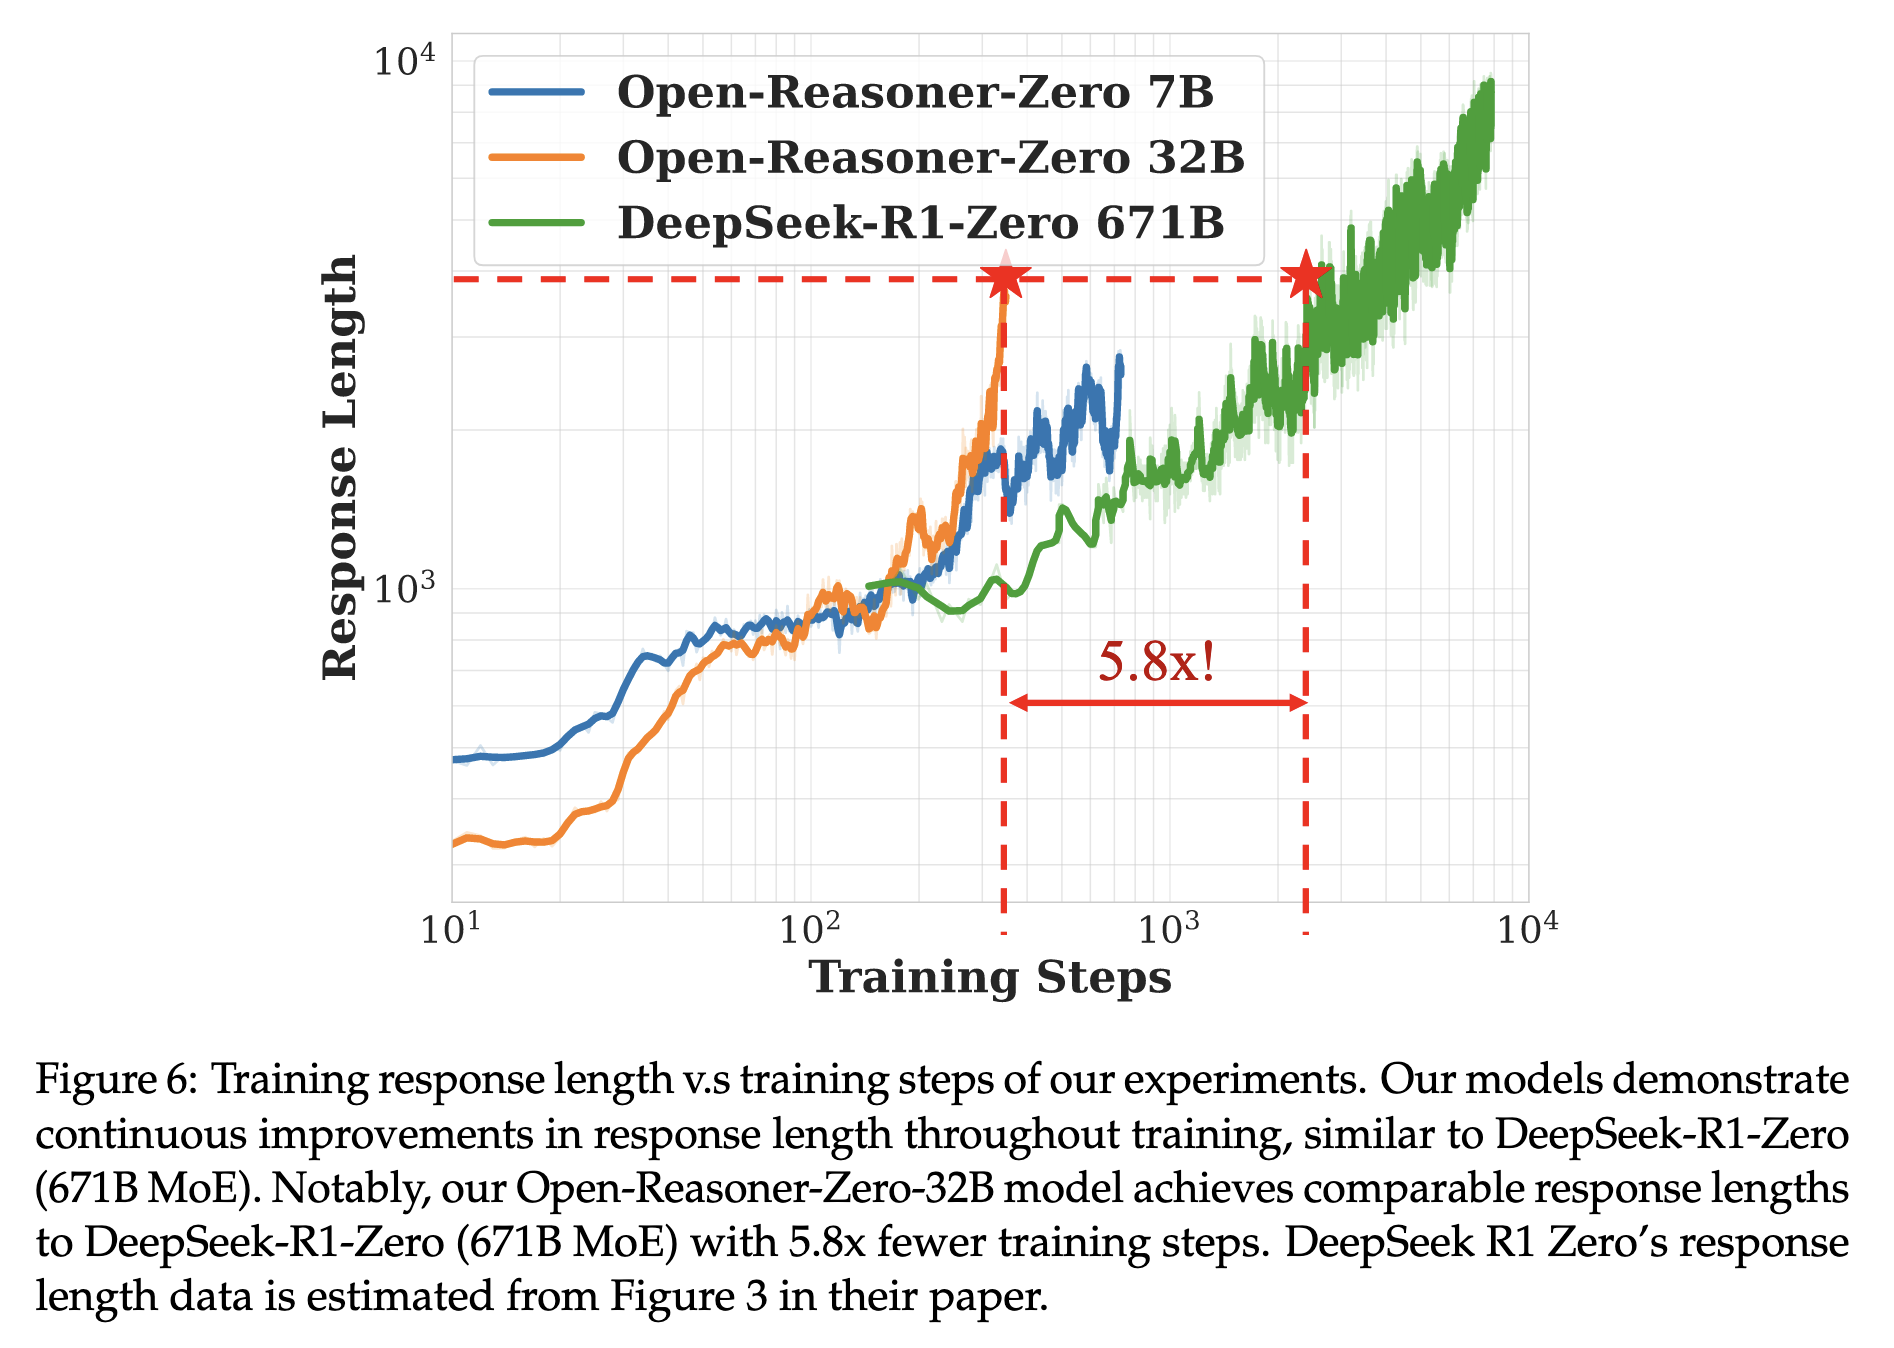 10⁴
Open-Reasoner-Zero 7B
Open-Reasoner-Zero 32B
DeepSeek-R1-Zero 671B
Response Length
10³
5.8x!
10¹ 10² 10³ 10⁴
Training Steps
Figure 6: Training response length v.s training steps of our experiments. Our models demonstrate
continuous improvements in response length throughout training, similar to DeepSeek-R1-Zero
(671B MoE). Notably, our Open-Reasoner-Zero-32B model achieves comparable response lengths
to DeepSeek-R1-Zero (671B MoE) with 5.8x fewer training steps. DeepSeek R1 Zero’s response
length data is estimated from Figure 3 in their paper.